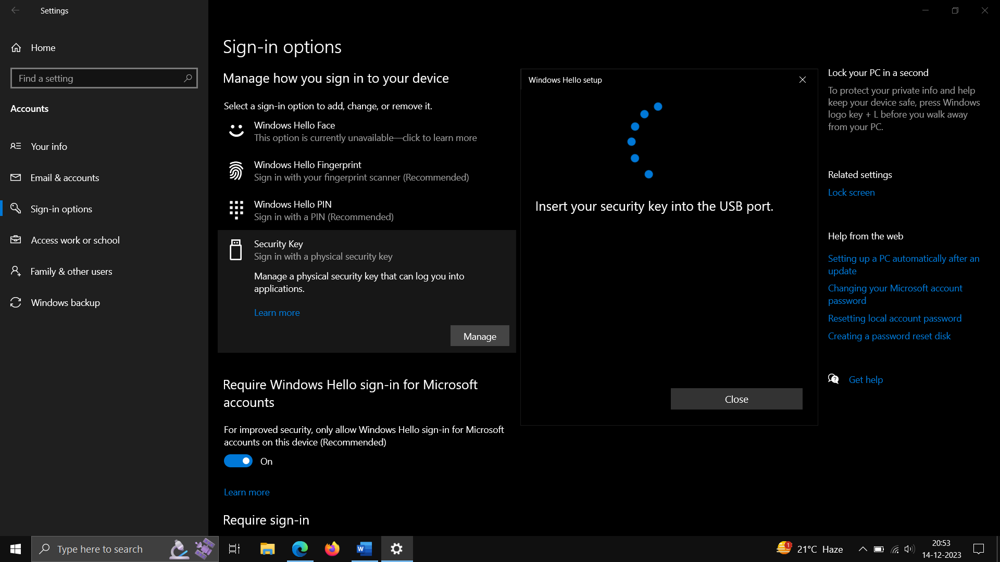 Settings
Home
Find a setting
Accounts
Your info
Email & accounts
Sign-in options
Access work or school
Family & other users
Windows backup
Sign-in options
Manage how you sign in to your device
Select a sign-in option to add, change, or remove it.
Windows Hello Face
This option is currently unavailable—click to learn more
Windows Hello Fingerprint
Sign in with your fingerprint scanner (Recommended)
Windows Hello PIN
Sign in with a PIN (Recommended)
Security Key
Sign in with a physical security key
Manage a physical security key that can log you into
applications.
Learn more
Manage
Require Windows Hello sign-in for Microsoft
accounts
For improved security, only allow Windows Hello sign-in for Microsoft
accounts on this device (Recommended)
On
Learn more
Require sign-in
Windows Hello setup
Insert your security key into the USB port.
Close
Lock your PC in a second
To protect your private info and help
keep your device safe, press Windows
logo key + L before you walk away
from your PC.
Related settings
Lock screen
Help from the web
Setting up a PC automatically after an
update
Changing your Microsoft account
password
Resetting local account password
Creating a password reset disk
Get help
Type here to search
W
1
21°C Haze
20:53
14-12-2023